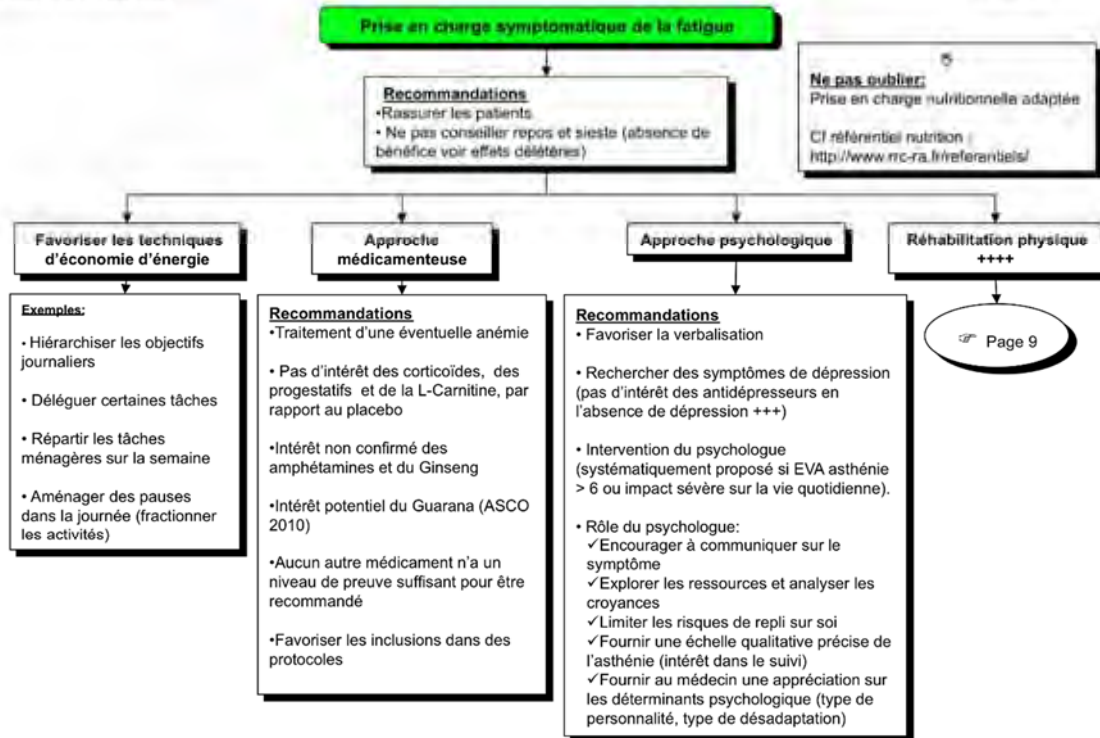 Prise en charge symptomatique de la fatigue
Recommandations
•Rassurer les patients
• Ne pas conseiller repos et sieste (absence de
bénéfice voir effets délétères)
Ne pas oublier:
Prise en charge nutritionnelle adaptée
Cf référentiel nutrition :
http://www.rrc-ra.fr/referentiels/
Favoriser les techniques
d'économie d'énergie
Exemples:
• Hiérarchiser les objectifs
journaliers
• Déléguer certaines tâches
• Répartir les tâches
ménagères sur la semaine
• Aménager des pauses
dans la journée (fractionner
les activités)
Approche
médicamenteuse
Recommandations
•Traitement d'une éventuelle anémie
• Pas d'intérêt des corticoïdes, des
progestatifs et de la L-Carnitine, par
rapport au placebo
•Intérêt non confirmé des
amphétamines et du Ginseng
•Intérêt potentiel du Guarana (ASCO
2010)
•Aucun autre médicament n'a un
niveau de preuve suffisant pour être
recommandé
•Favoriser les inclusions dans des
protocoles
Approche psychologique
Recommandations
• Favoriser la verbalisation
• Rechercher des symptômes de dépression
(pas d'intérêt des antidépresseurs en
l'absence de dépression +++)
• Intervention du psychologue
(systématiquement proposé si EVA asthénie
> 6 ou impact sévère sur la vie quotidienne).
• Rôle du psychologue:
✓Encourager à communiquer sur le
symptôme
✓Explorer les ressources et analyser les
croyances
✓Limiter les risques de repli sur soi
✓Fournir une échelle qualitative précise de
l'asthénie (intérêt dans le suivi)
✓Fournir au médecin une appréciation sur
les déterminants psychologique (type de
personnalité, type de désadaptation)
Réhabilitation physique
++++
☞ Page 9